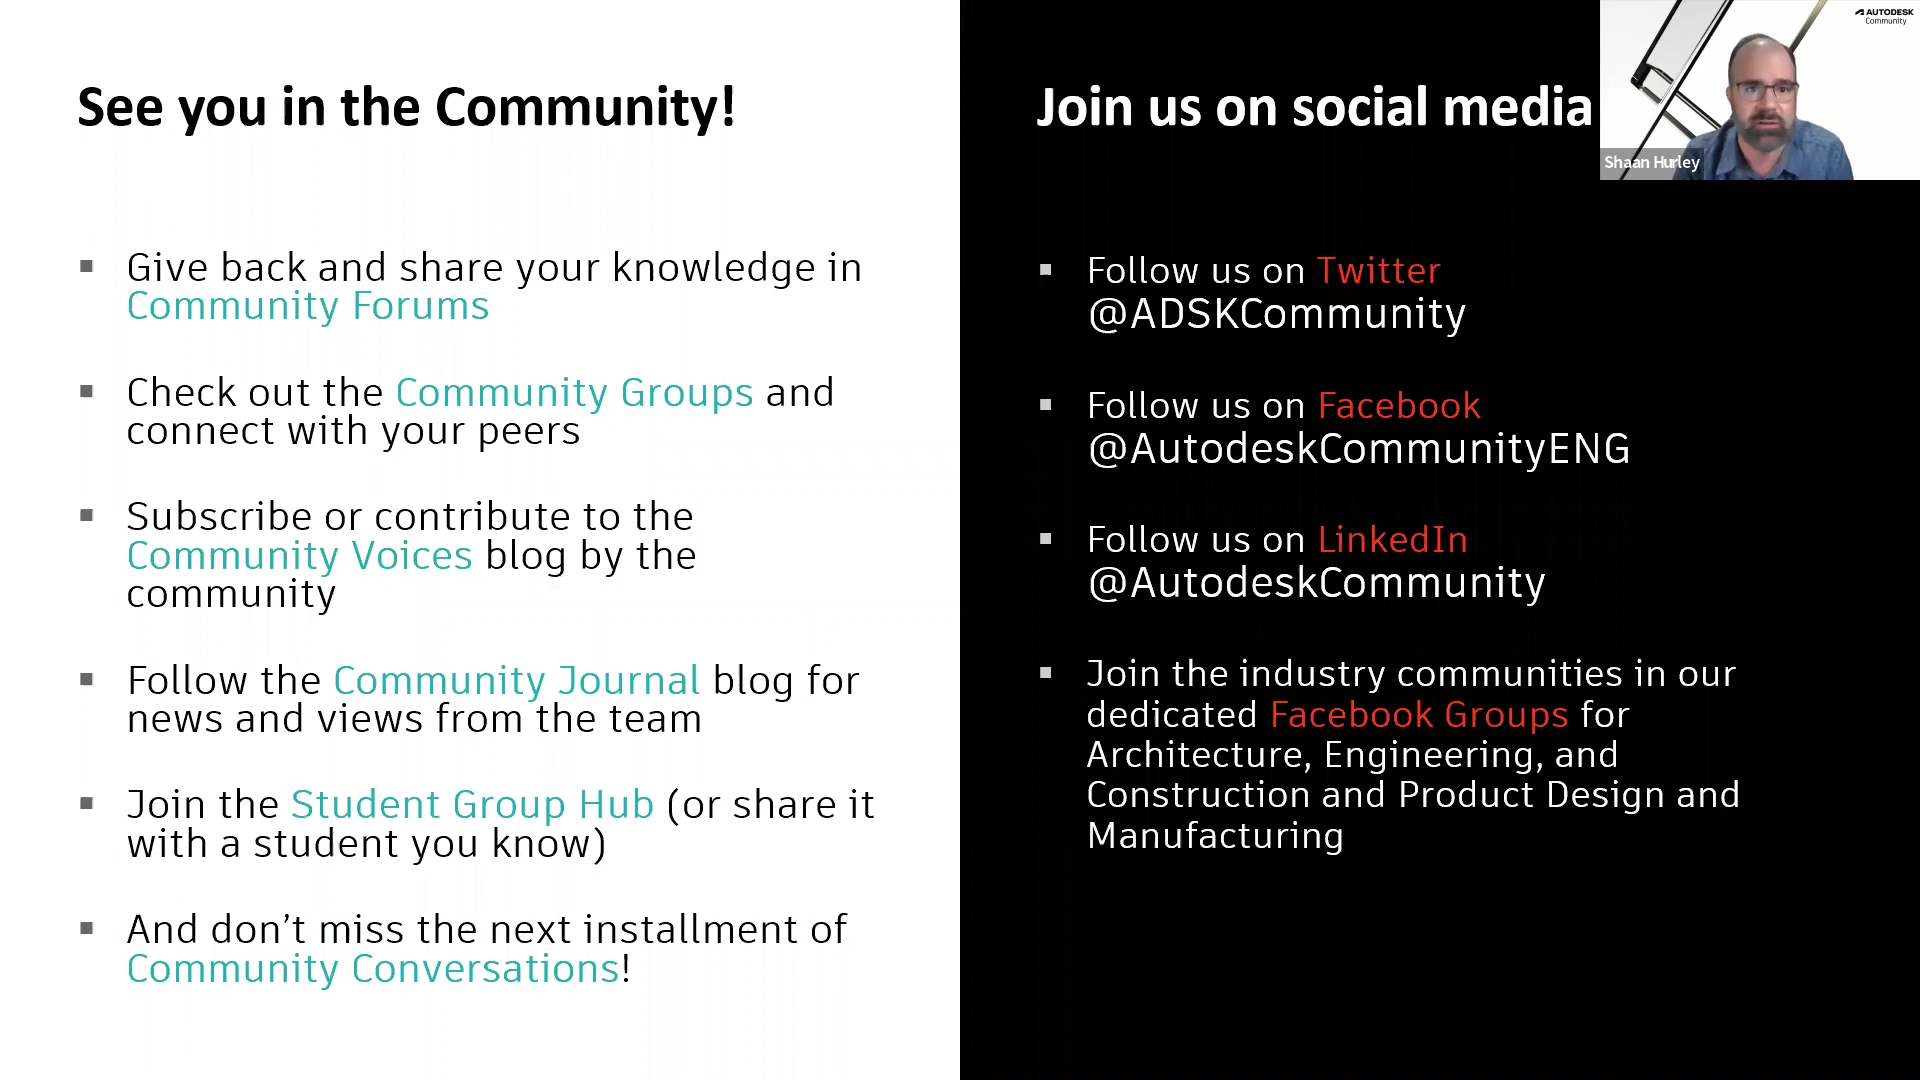 See you in the Community!
Give back and share your knowledge in
Community Forums
Check out the Community Groups and
connect with your peers
Subscribe or contribute to the
Community Voices blog by the
community
Follow the Community Journal blog for
news and views from the team
Join the Student Group Hub (or share it
with a student you know)
And don’t miss the next installment of
Community Conversations!
Join us on social media
Follow us on Twitter
@ADSKCommunity
Follow us on Facebook
@AutodeskCommunityENG
Follow us on LinkedIn
@AutodeskCommunity
Join the industry communities in our
dedicated Facebook Groups for
Architecture, Engineering, and
Construction and Product Design and
Manufacturing
AUTODESK
Community
Shaan Hurley